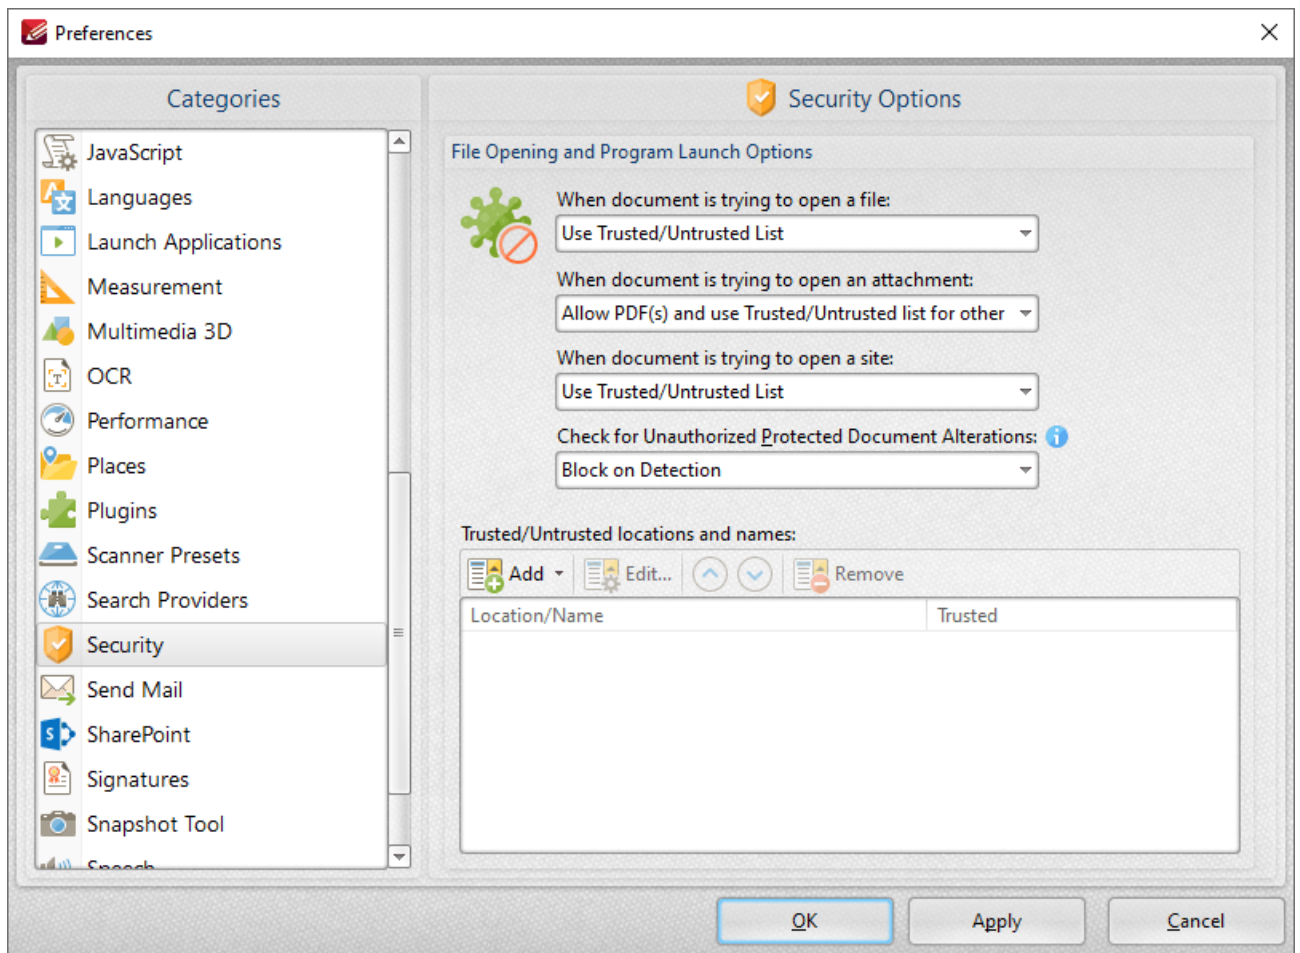 Preferences
Categories
JavaScript
Languages
Launch Applications
Measurement
Multimedia 3D
OCR
Performance
Places
Plugins
Scanner Presets
Search Providers
Security
Send Mail
SharePoint
Signatures
Snapshot Tool
Speech
Security Options
File Opening and Program Launch Options
When document is trying to open a file:
Use Trusted/Untrusted List
When document is trying to open an attachment:
Allow PDF(s) and use Trusted/Untrusted list for other
When document is trying to open a site:
Use Trusted/Untrusted List
Check for Unauthorized Protected Document Alterations:
Block on Detection
Trusted/Untrusted locations and names:
Add Edit... Remove
Location/Name Trusted
OK Apply Cancel